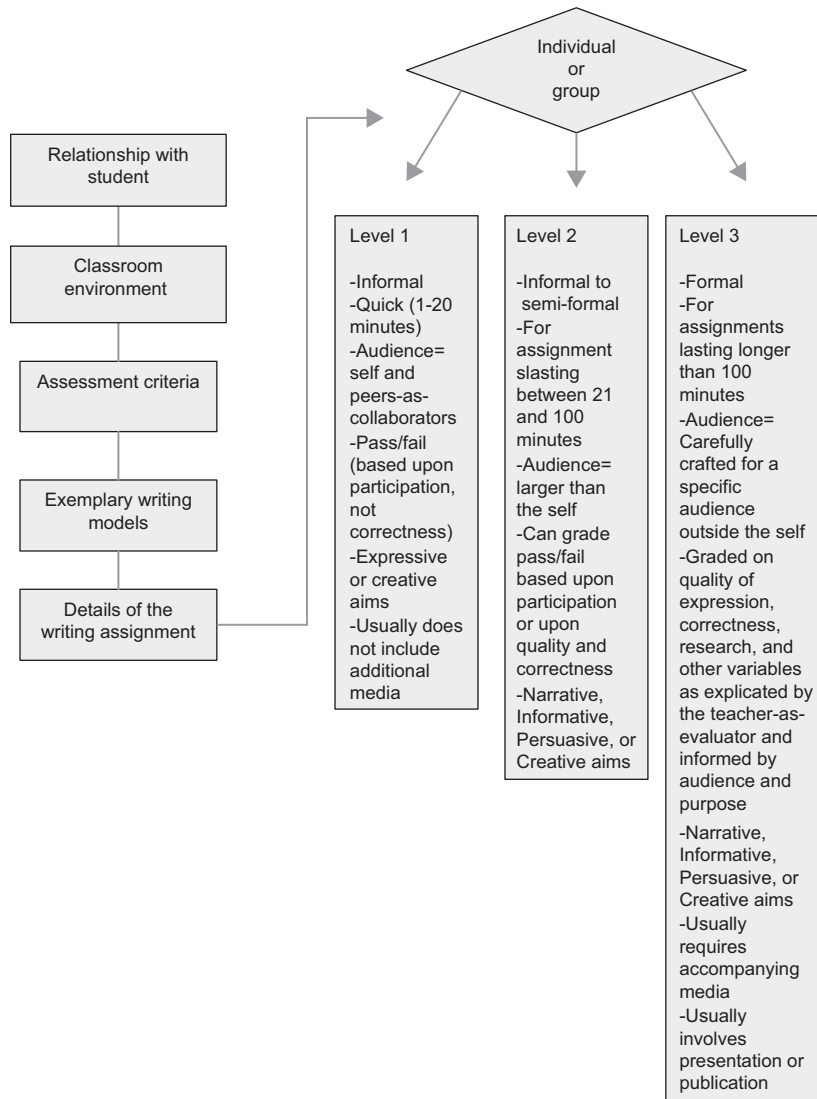 Individual
or
group
Relationship with
student
Classroom
environment
Assessment criteria
Exemplary writing
models
Details of the
writing assignment
Level 1
-Informal
-Quick (1-20
minutes)
-Audience=
self and
peers-as-
collaborators
-Pass/fail
(based upon
participation,
not
correctness)
-Expressive
or creative
aims
-Usually does
not include
additional
media
Level 2
-Informal to
semi-formal
-For
assignment
slasting
between 21
and 100
minutes
-Audience=
larger than
the self
-Can grade
pass/fail
based upon
participation
or upon
quality and
correctness
-Narrative,
Informative,
Persuasive, or
Creative aims
Level 3
-Formal
-For
assignments
lasting longer
than 100
minutes
-Audience=
Carefully
crafted for a
specific
audience
outside the self
-Graded on
quality of
expression,
correctness,
research, and
other variables
as explicated by
the teacher-as-
evaluator and
informed by
audience and
purpose
-Narrative,
Informative,
Persuasive, or
Creative aims
-Usually
requires
accompanying
media
-Usually
involves
presentation or
publication